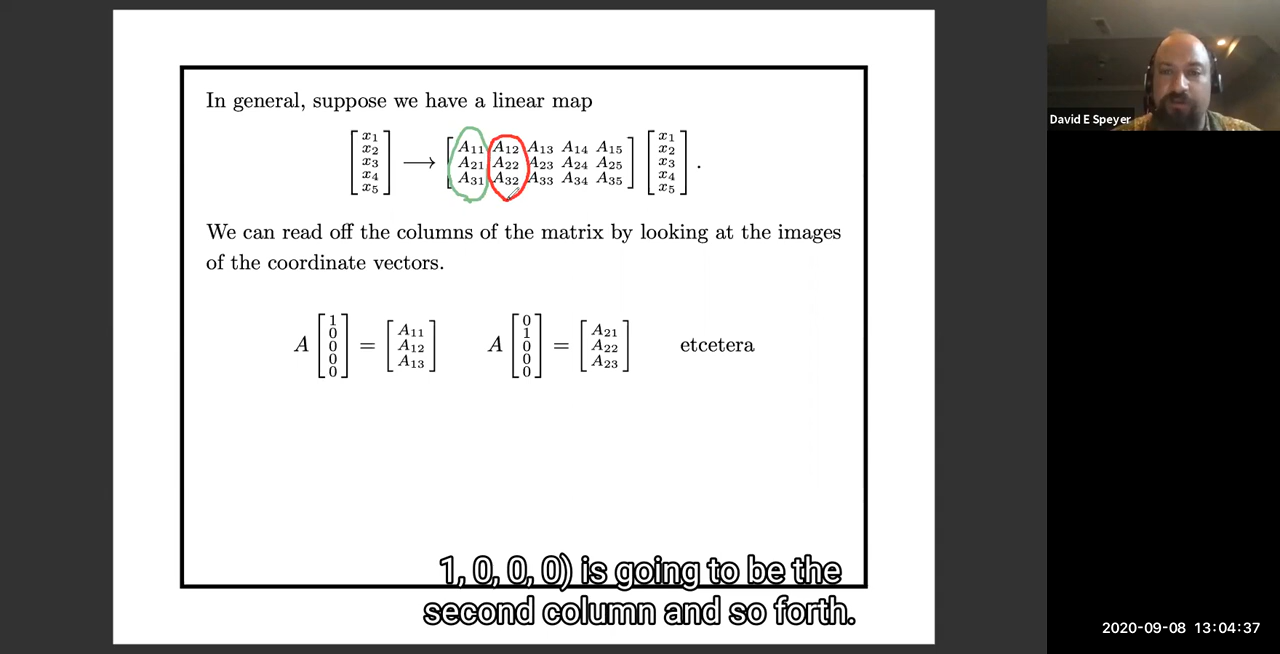 In general, suppose we have a linear map
[x1 x2 x3 x4 x5] ⟶ [A11 A12 A13 A14 A15
A21 A22 A23 A24 A25
A31 A32 A33 A34 A35] [x1 x2 x3 x4 x5].
We can read off the columns of the matrix by looking at the images
of the coordinate vectors.
A [1 0 0 0 0] = [A11 A12 A13] A [0 1 0 0 0] = [A21 A22 A23] etcetera
1, 0, 0, 0) is going to be the
second column and so forth.
David E Speyer
2020-09-08 13:04:37